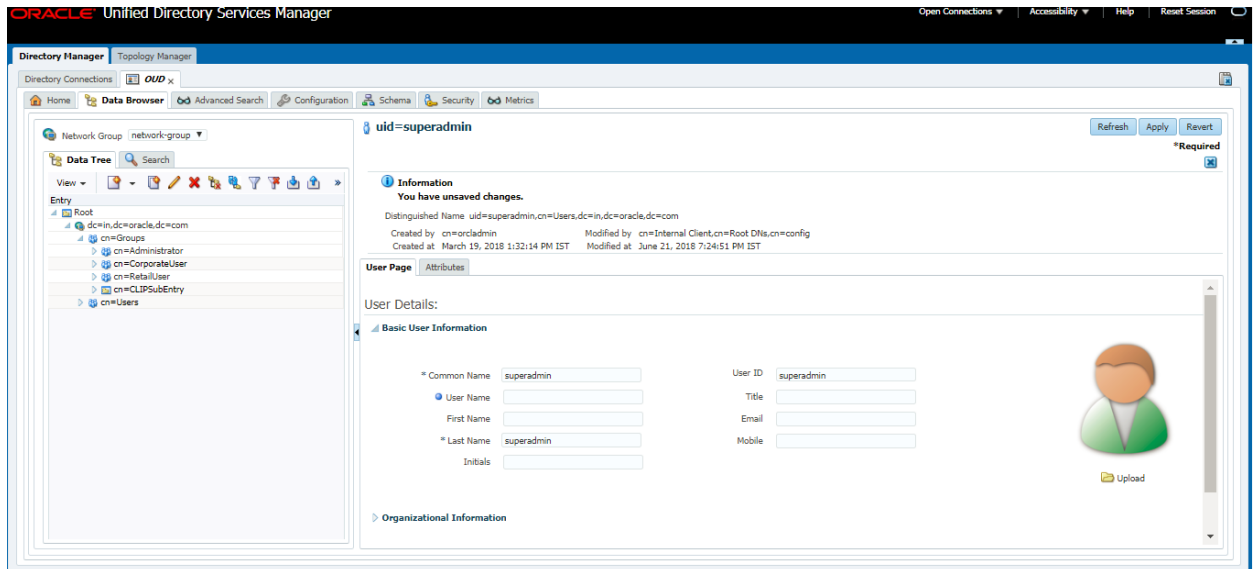 ORACLE Unified Directory Services Manager
Open Connections Accessibility Help Reset Session
Directory Manager Topology Manager
Directory Connections OUD
Home Data Browser Advanced Search Configuration Schema Security Metrics
Network Group network-group
Data Tree Search
View
Entry
Root
dc=in,dc=oracle,dc=com
cn=Groups
cn=Administrator
cn=CorporateUser
cn=RetailUser
cn=CLIPSubEntry
cn=Users
uid=superadmin
Refresh Apply Revert
*Required
Information
You have unsaved changes.
Distinguished Name uid=superadmin,cn=Users,dc=in,dc=oracle,dc=com
Created by cn=orcladmin Modified by cn=Internal Client,cn=Root DNs,cn=config
Created at March 19, 2018 1:32:14 PM IST Modified at June 21, 2018 7:24:51 PM IST
User Page Attributes
User Details:
Basic User Information
* Common Name superadmin User ID superadmin
User Name Title
First Name Email
* Last Name superadmin Mobile
Initials
Upload
Organizational Information